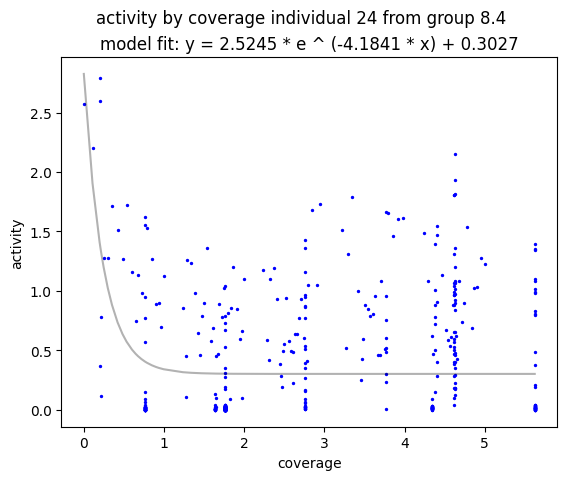 activity by coverage individual 24 from group 8.4
model fit: y = 2.5245 * e ^ (-4.1841 * x) + 0.3027
2.5
2.0
1.5
1.0
0.5
0.0
activity
0 1 2 3 4 5
coverage